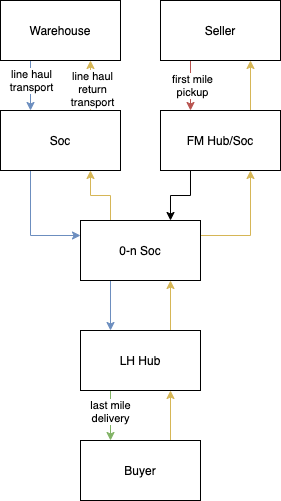 Warehouse
Seller
line haul
transport
line haul
return
transport
first mile
pickup
Soc
FM Hub/Soc
0-n Soc
LH Hub
last mile
delivery
Buyer